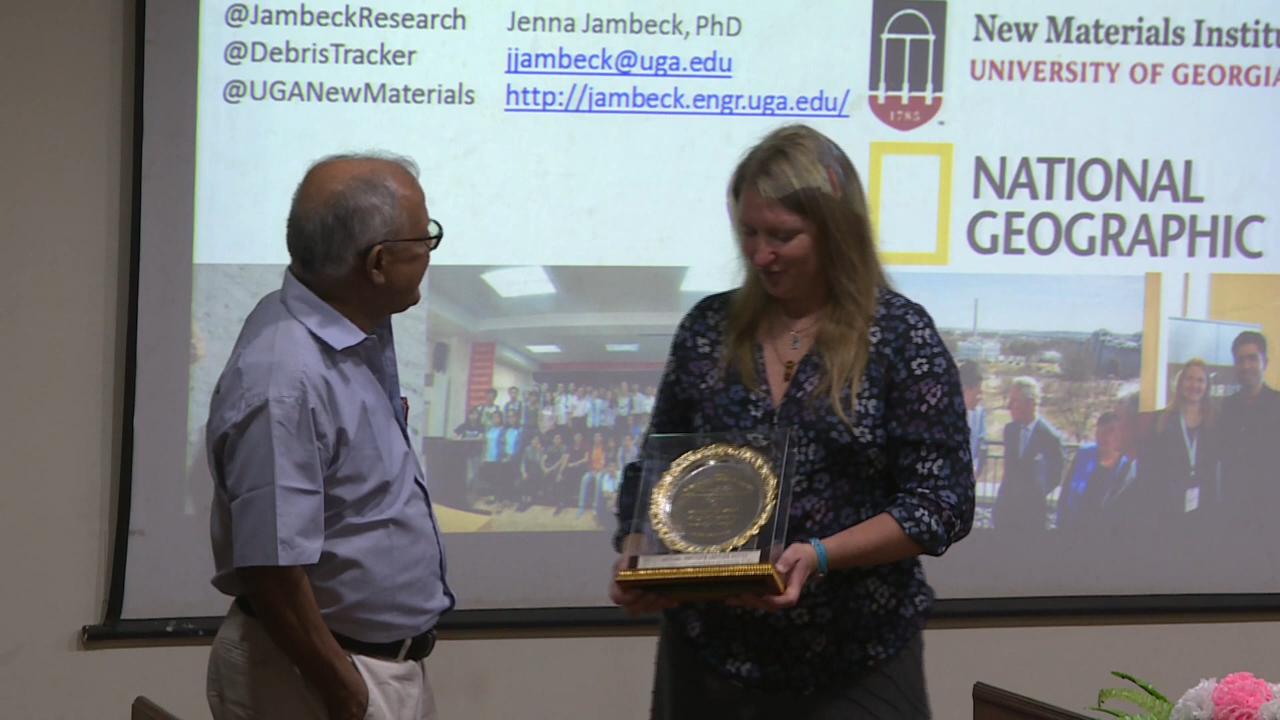 @JambeckResearch
@DebrisTracker
@UGANewMaterials
Jenna Jambeck, PhD
jjambeck@uga.edu
http://jambeck.engr.uga.edu/
1785
New Materials Institu
UNIVERSITY OF GEORGIA
NATIONAL
GEOGRAPHIC